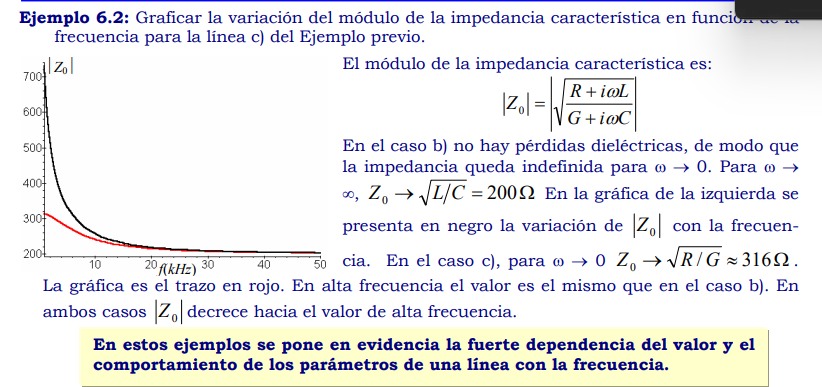 Ejemplo 6.2: Graficar la variación del módulo de la impedancia característica en función de la
frecuencia para la línea c) del Ejemplo previo.
|Z₀|
700
600
500
400
300
200
10
20
30
40
50
f(kHz)
El módulo de la impedancia característica es:
|Z₀| = |√((R + iωL)/(G + iωC))|
En el caso b) no hay pérdidas dieléctricas, de modo que
la impedancia queda indefinida para ω → 0. Para ω →
∞, Z₀ → √(L/C) = 200Ω En la gráfica de la izquierda se
presenta en negro la variación de |Z₀| con la frecuen-
cia. En el caso c), para ω → 0 Z₀ → √(R/G) ≈ 316Ω.
La gráfica es el trazo en rojo. En alta frecuencia el valor es el mismo que en el caso b). En
ambos casos |Z₀| decrece hacia el valor de alta frecuencia.
En estos ejemplos se pone en evidencia la fuerte dependencia del valor y el
comportamiento de los parámetros de una línea con la frecuencia.